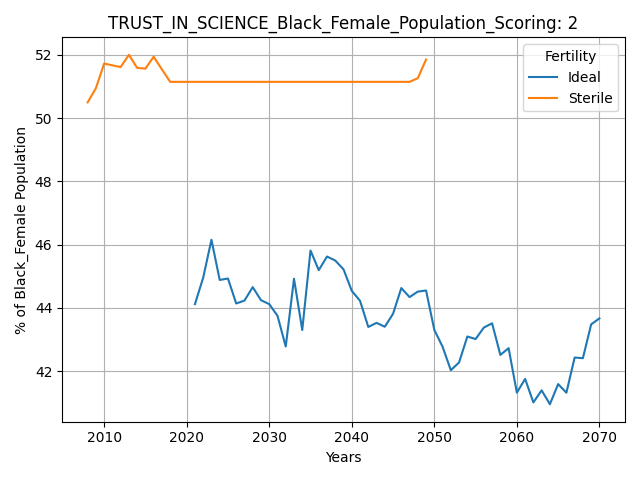 TRUST_IN_SCIENCE_Black_Female_Population_Scoring: 2
Fertility
Ideal
Sterile
% of Black_Female Population
52
50
48
46
44
42
2010 2020 2030 2040 2050 2060 2070
Years